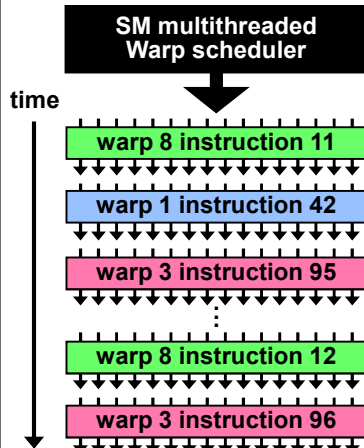 SM multithreaded
Warp scheduler
time
warp 8 instruction 11
warp 1 instruction 42
warp 3 instruction 95
warp 8 instruction 12
warp 3 instruction 96